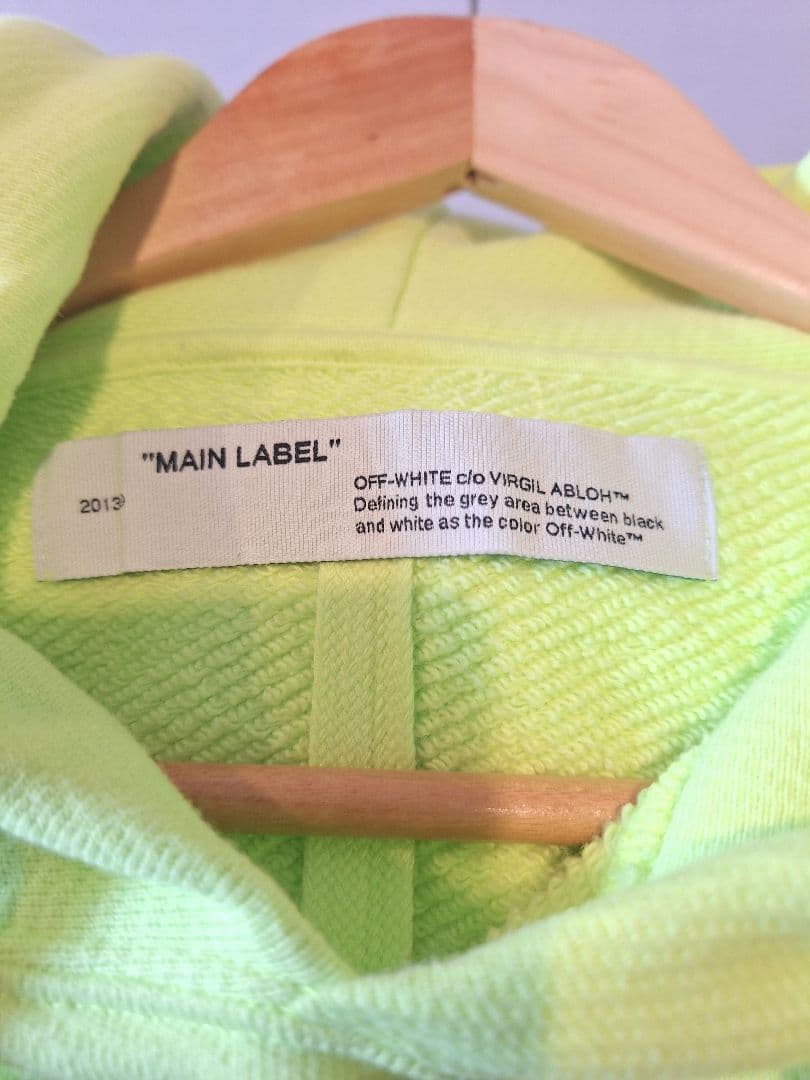 "MAIN LABEL"
2013
OFF-WHITE c/o VIRGIL ABLOH™
Defining the grey area between black
and white as the color Off-White™